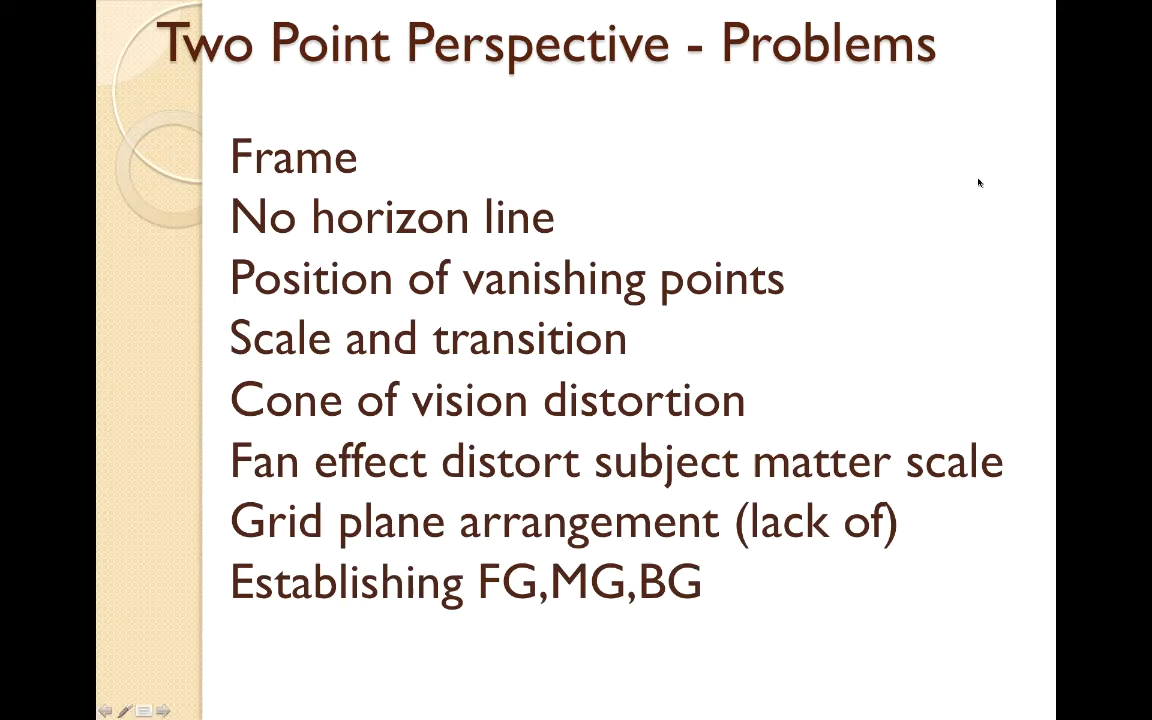 Two Point Perspective - Problems
Frame
No horizon line
Position of vanishing points
Scale and transition
Cone of vision distortion
Fan effect distort subject matter scale
Grid plane arrangement (lack of)
Establishing FG,MG,BG